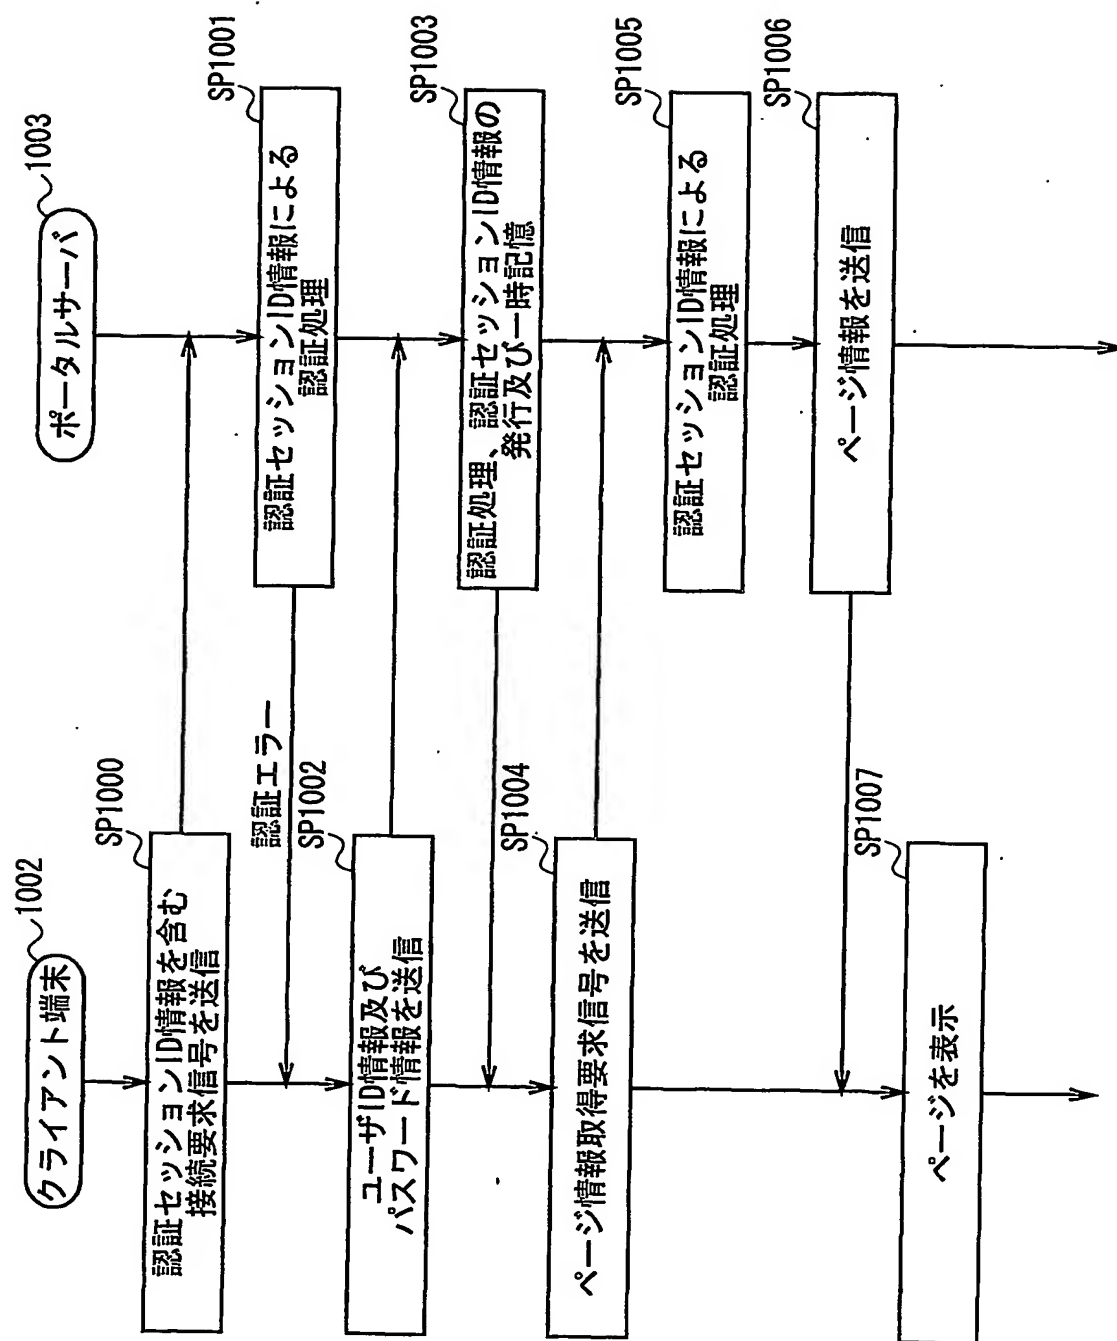 クライアント端末
1002
ポータルサーバ
1003
SP1000
認証セッションID情報を含む
接続要求信号を送信
SP1001
認証セッションID情報による
認証処理
認証エラー
SP1002
ユーザID情報及び
パスワード情報を送信
SP1003
認証処理、認証セッションID情報の
発行及び一時記憶
SP1004
ページ情報取得要求信号を送信
SP1005
認証セッションID情報による
認証処理
SP1006
ページ情報を送信
SP1007
ページを表示